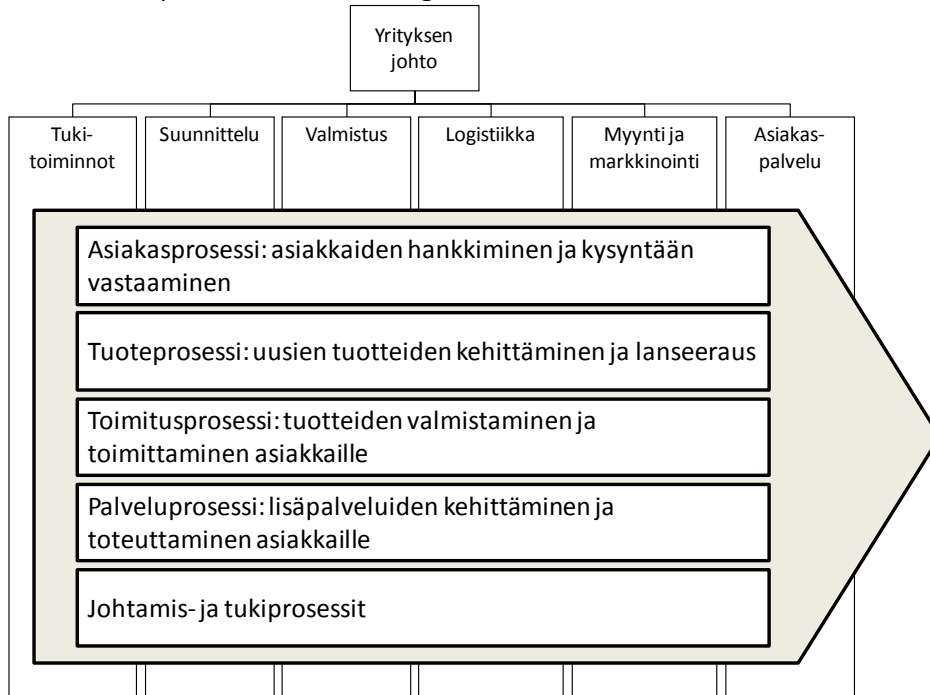 Yrityksen
johto
Tuki-
toiminnot
Suunnittelu
Valmistus
Logistiikka
Myynti ja
markkinointi
Asiakas-
palvelu
Asiakasprosessi: asiakkaiden hankkiminen ja kysyntään
vastaaminen
Tuoteprosessi: uusien tuotteiden kehittäminen ja lanseeraus
Toimitusprosessi: tuotteiden valmistaminen ja
toimittaminen asiakkaille
Palveluprosessi: lisäpalveluiden kehittäminen ja
toteuttaminen asiakkaille
Johtamis- ja tukiprosessit